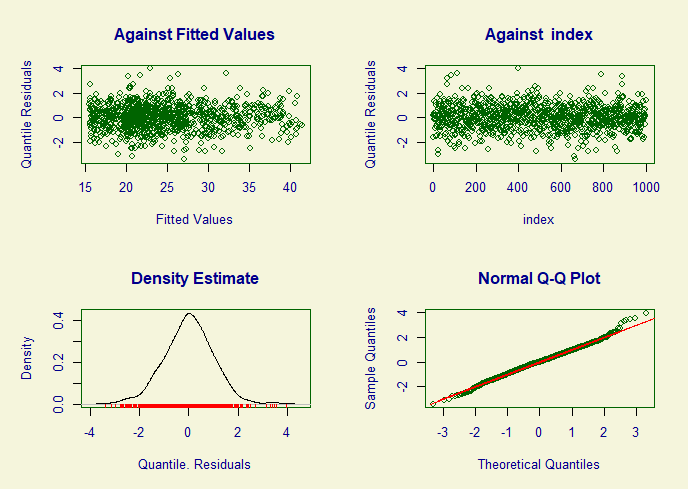 Against Fitted Values
Quantile Residuals
4
2
0
-2
15 20 25 30 35 40
Fitted Values
Against index
Quantile Residuals
4
2
0
-2
0 200 400 600 800 1000
index
Density Estimate
Density
0.4
0.2
0.0
-4 -2 0 2 4
Quantile. Residuals
Normal Q-Q Plot
Sample Quantiles
4
2
0
-2
-3 -2 -1 0 1 2 3
Theoretical Quantiles